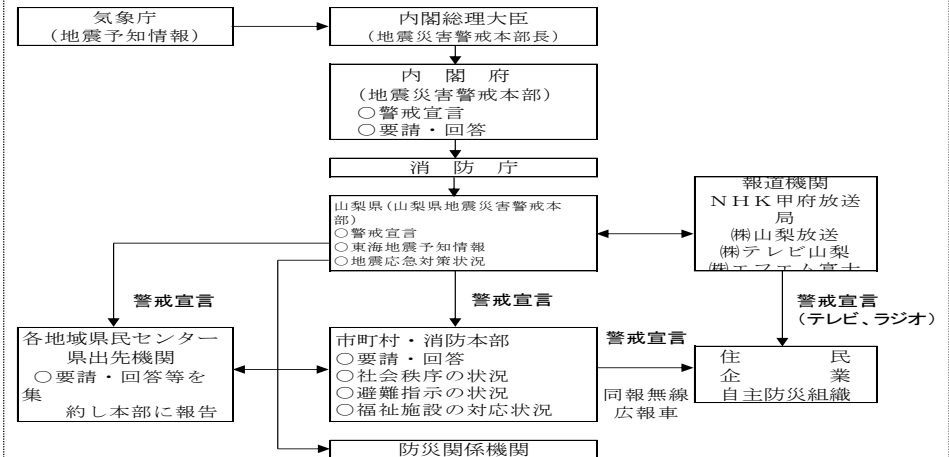 気象庁
(地震予知情報)
内閣総理大臣
(地震災害警戒本部長)
内　閣　府
(地震災害警戒本部)
○警戒宣言
○要請・回答
消　防　庁
山梨県(山梨県地震災害警戒本
部)
○警戒宣言
○東海地震予知情報
○地震応急対策状況
報道機関
ＮＨＫ甲府放送
局
㈱山梨放送
㈱テレビ山梨
㈱エフエム富士
警戒宣言
警戒宣言
警戒宣言
(テレビ、ラジオ)
各地域県民センター
県出先機関
○要請・回答等を
集
約し本部に報告
市町村・消防本部
○要請・回答
○社会秩序の状況
○避難指示の状況
○福祉施設の対応状況
警戒宣言
同報無線
広報車
住　　　民
企　　　業
自主防災組織
防災関係機関